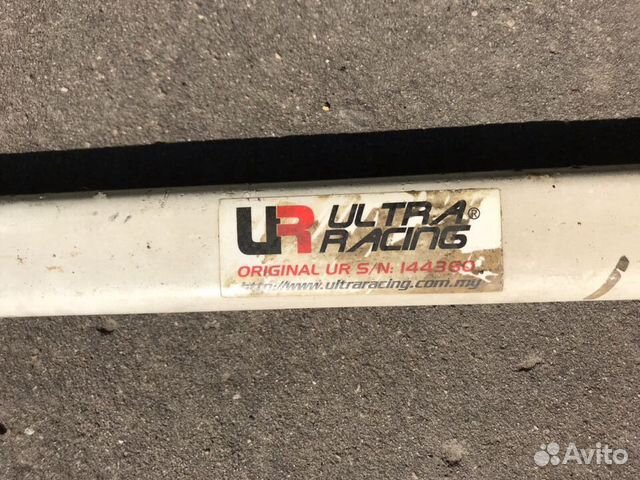 UR ULTRA®
RACING
ORIGINAL UR S/N: 144360
http://www.ultraracing.com.my
Avito